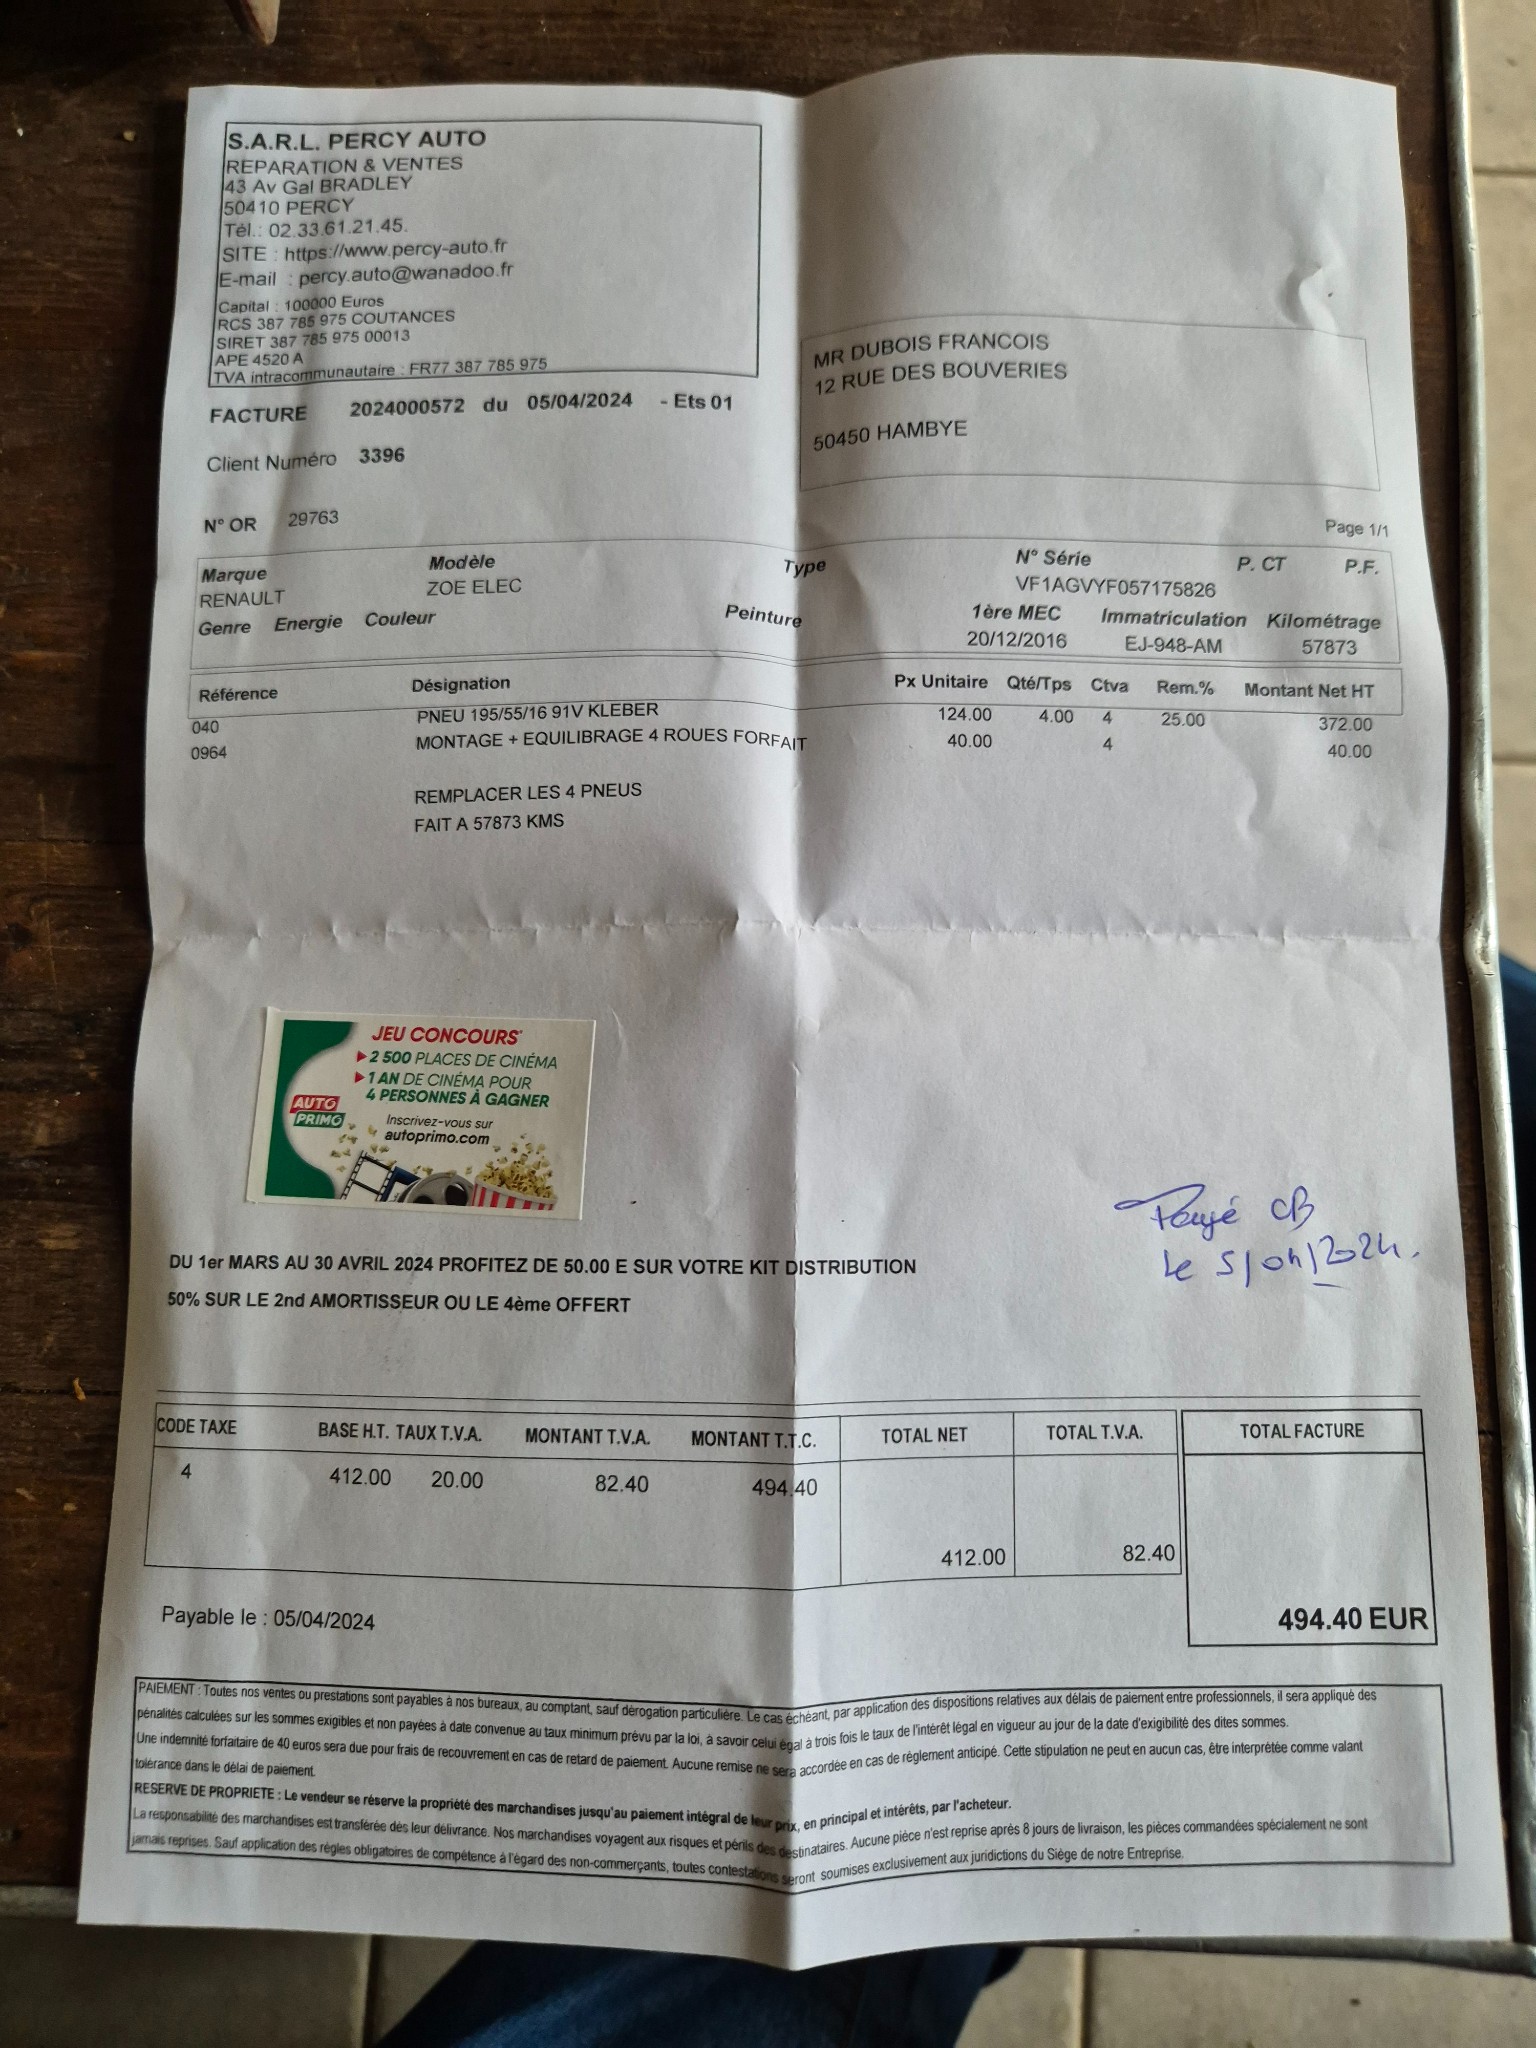 S.A.R.L. PERCY AUTO
REPARATION & VENTES
43 Av Gal BRADLEY
50410 PERCY
Tél.: 02.33.61.21.45.
SITE : https://www.percy-auto.fr
E-mail : percy.auto@wanadoo.fr
Capital : 100000 Euros
RCS 387 785 975 COUTANCES
SIRET 387 785 975 00013
APE 4520 A
TVA intracommunautaire : FR77 387 785 975
MR DUBOIS FRANCOIS
12 RUE DES BOUVERIES
50450 HAMBYE
FACTURE 2024000572 du 05/04/2024 - Ets 01
Client Numéro 3396
N° OR 29763
Page 1/1
Marque Modèle Type N° Série P. CT P.F.
RENAULT ZOE ELEC VF1AGVYF057175826
Genre Energie Couleur Peinture 1ère MEC Immatriculation Kilométrage
20/12/2016 EJ-948-AM 57873
Référence Désignation Px Unitaire Qté/Tps Ctva Rem.% Montant Net HT
040 PNEU 195/55/16 91V KLEBER 124.00 4.00 4 25.00 372.00
0964 MONTAGE + EQUILIBRAGE 4 ROUES FORFAIT 40.00 4 40.00
REMPLACER LES 4 PNEUS
FAIT A 57873 KMS
JEU CONCOURS*
2 500 PLACES DE CINÉMA
1 AN DE CINÉMA POUR
4 PERSONNES À GAGNER
AUTO
PRIMO
Inscrivez-vous sur
autoprimo.com
Payé CB
le 5/04/2024.
DU 1er MARS AU 30 AVRIL 2024 PROFITEZ DE 50.00 E SUR VOTRE KIT DISTRIBUTION
50% SUR LE 2nd AMORTISSEUR OU LE 4ème OFFERT
CODE TAXE BASE H.T. TAUX T.V.A. MONTANT T.V.A. MONTANT T.T.C. TOTAL NET TOTAL T.V.A. TOTAL FACTURE
4 412.00 20.00 82.40 494.40
412.00 82.40
494.40 EUR
Payable le : 05/04/2024
PAIEMENT : Toutes nos ventes ou prestations sont payables à nos bureaux, au comptant, sauf dérogation particulière. Le cas échéant, par application des dispositions relatives aux délais de paiement entre professionnels, il sera appliqué des
pénalités calculées sur les sommes exigibles et non payées à date convenue au taux minimum prévu par la loi, à savoir celui égal à trois fois le taux de l'intérêt légal en vigueur au jour de la date d'exigibilité des dites sommes.
Une indemnité forfaitaire de 40 euros sera due pour frais de recouvrement en cas de retard de paiement. Aucune remise ne sera accordée en cas de règlement anticipé. Cette stipulation ne peut en aucun cas, être interprétée comme valant
tolérance dans le délai de paiement.
RESERVE DE PROPRIETE : Le vendeur se réserve la propriété des marchandises jusqu'au paiement intégral de leur prix, en principal et intérêts, par l'acheteur.
La responsabilité des marchandises est transférée dès leur délivrance. Nos marchandises voyagent aux risques et périls des destinataires. Aucune pièce n'est reprise après 8 jours de livraison, les pièces commandées spécialement ne sont
jamais reprises. Sauf application des règles obligatoires de compétence à l'égard des non-commerçants, toutes contestations seront soumises exclusivement aux juridictions du Siège de notre Entreprise.